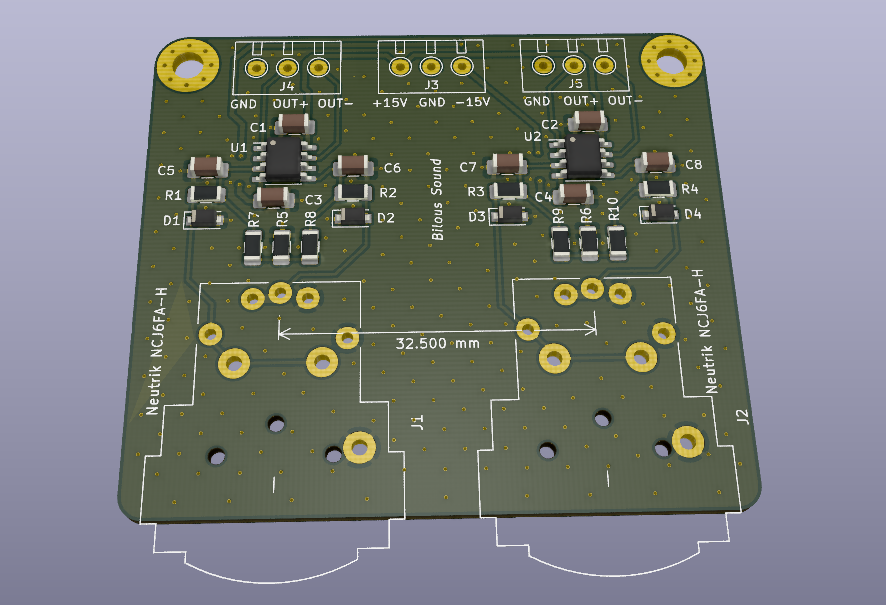 J4
J3
J5
GND OUT+ OUT-
+15V GND -15V
GND OUT+ OUT-
C1
U1
C5
C6
R1
R2
C3
D1
D2
R7
R5
R8
Bilous Sound
C2
U2
C7
C8
R3
R4
C4
D3
D4
R9
R6
R10
Neutrik NCJ6FA-H
32.500 mm
Neutrik NCJ6FA-H
J1
J2